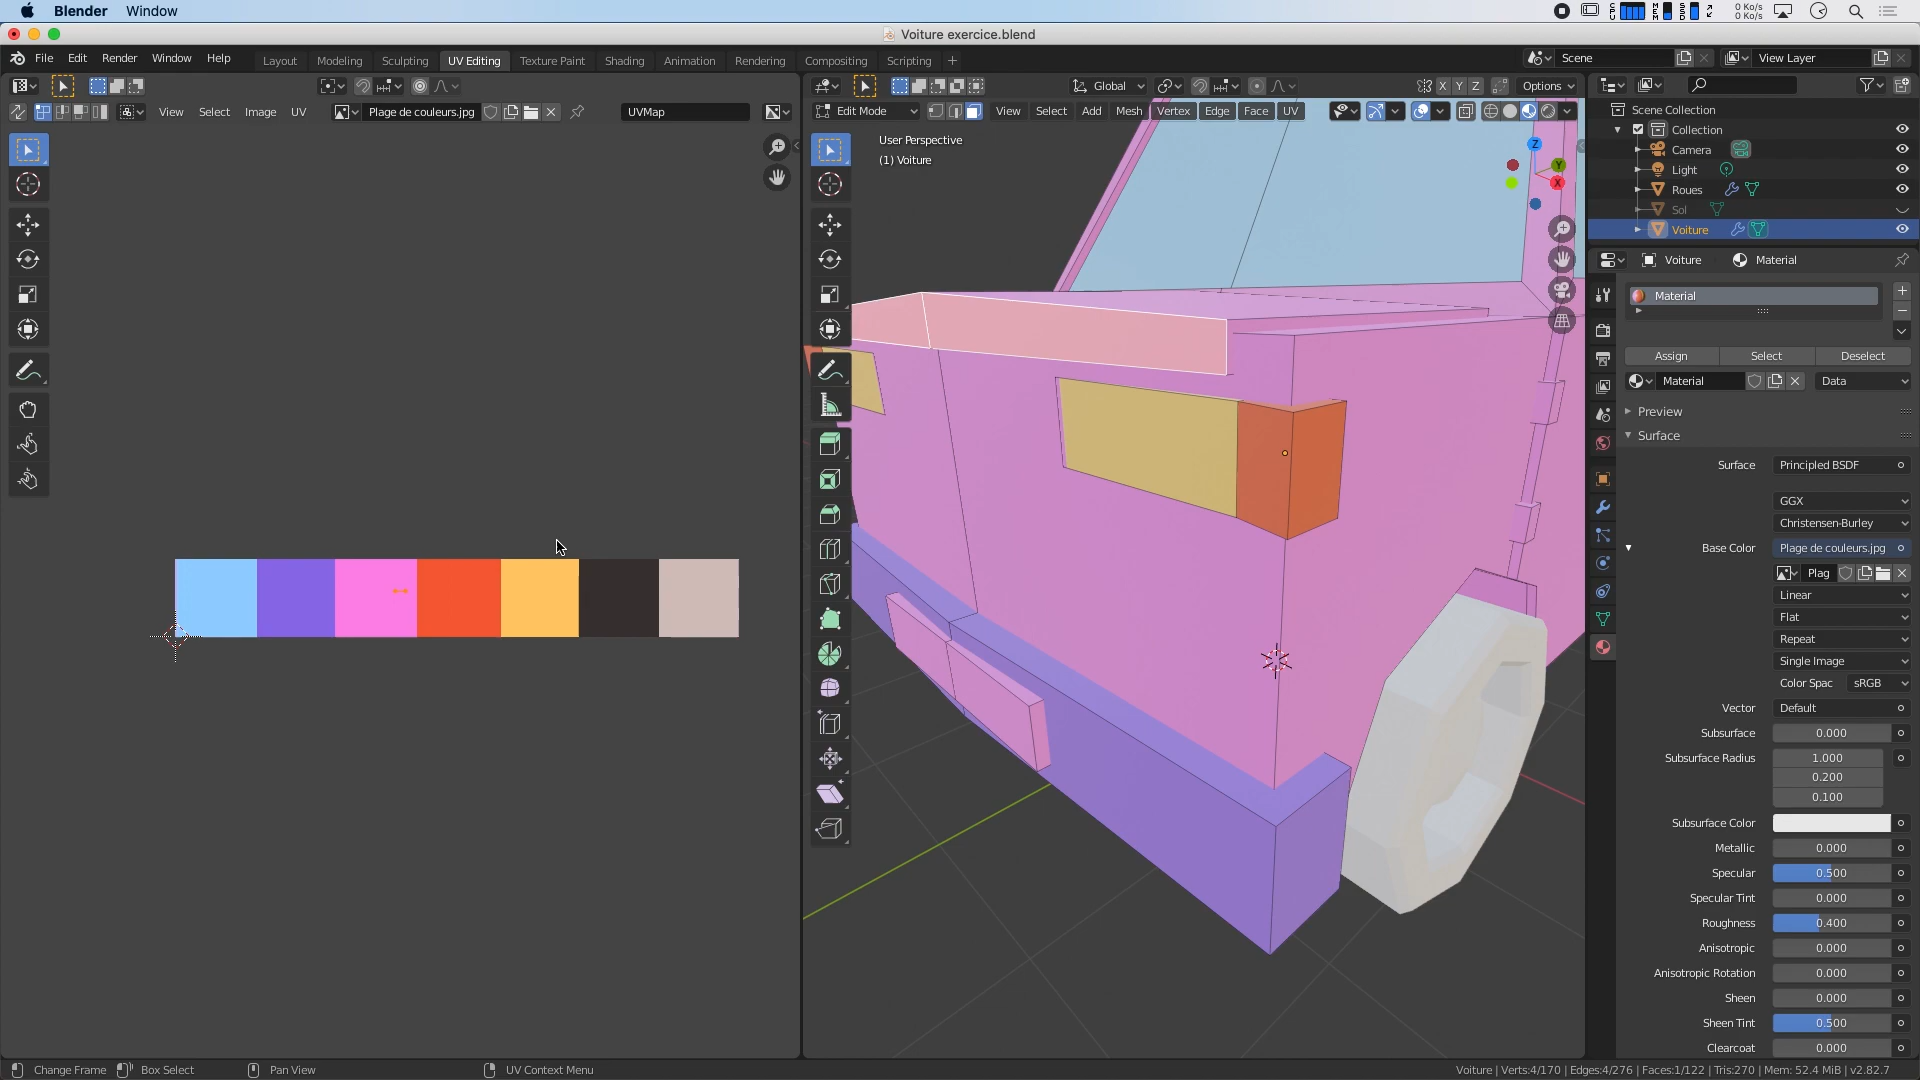 Blender Window
0 Ko/s
0 Ko/s
Voiture exercice.blend
File Edit Render Window Help
Layout Modeling Sculpting UV Editing Texture Paint Shading Animation Rendering Compositing Scripting +
Scene
View Layer
Global
X Y Z
Options
View Select Image UV
Plage de couleurs.jpg
UVMap
Edit Mode
View Select Add Mesh Vertex Edge Face UV
User Perspective
(1) Voiture
Z
Y
X
Scene Collection
Collection
Camera
Light
Roues
Sol
Voiture
Voiture
Material
Material
Assign Select Deselect
Material
Data
Preview
Surface
Surface Principled BSDF
GGX
Christensen-Burley
Base Color Plage de couleurs.jpg
Plag
Linear
Flat
Repeat
Single Image
Color Spac sRGB
Vector Default
Subsurface 0.000
Subsurface Radius 1.000
0.200
0.100
Subsurface Color
Metallic 0.000
Specular 0.500
Specular Tint 0.000
Roughness 0.400
Anisotropic 0.000
Anisotropic Rotation 0.000
Sheen 0.000
Sheen Tint 0.500
Clearcoat 0.000
Change Frame Box Select Pan View UV Context Menu
Voiture | Verts:4/170 | Edges:4/276 | Faces:1/122 | Tris:270 | Mem: 52.4 MiB | v2.82.7